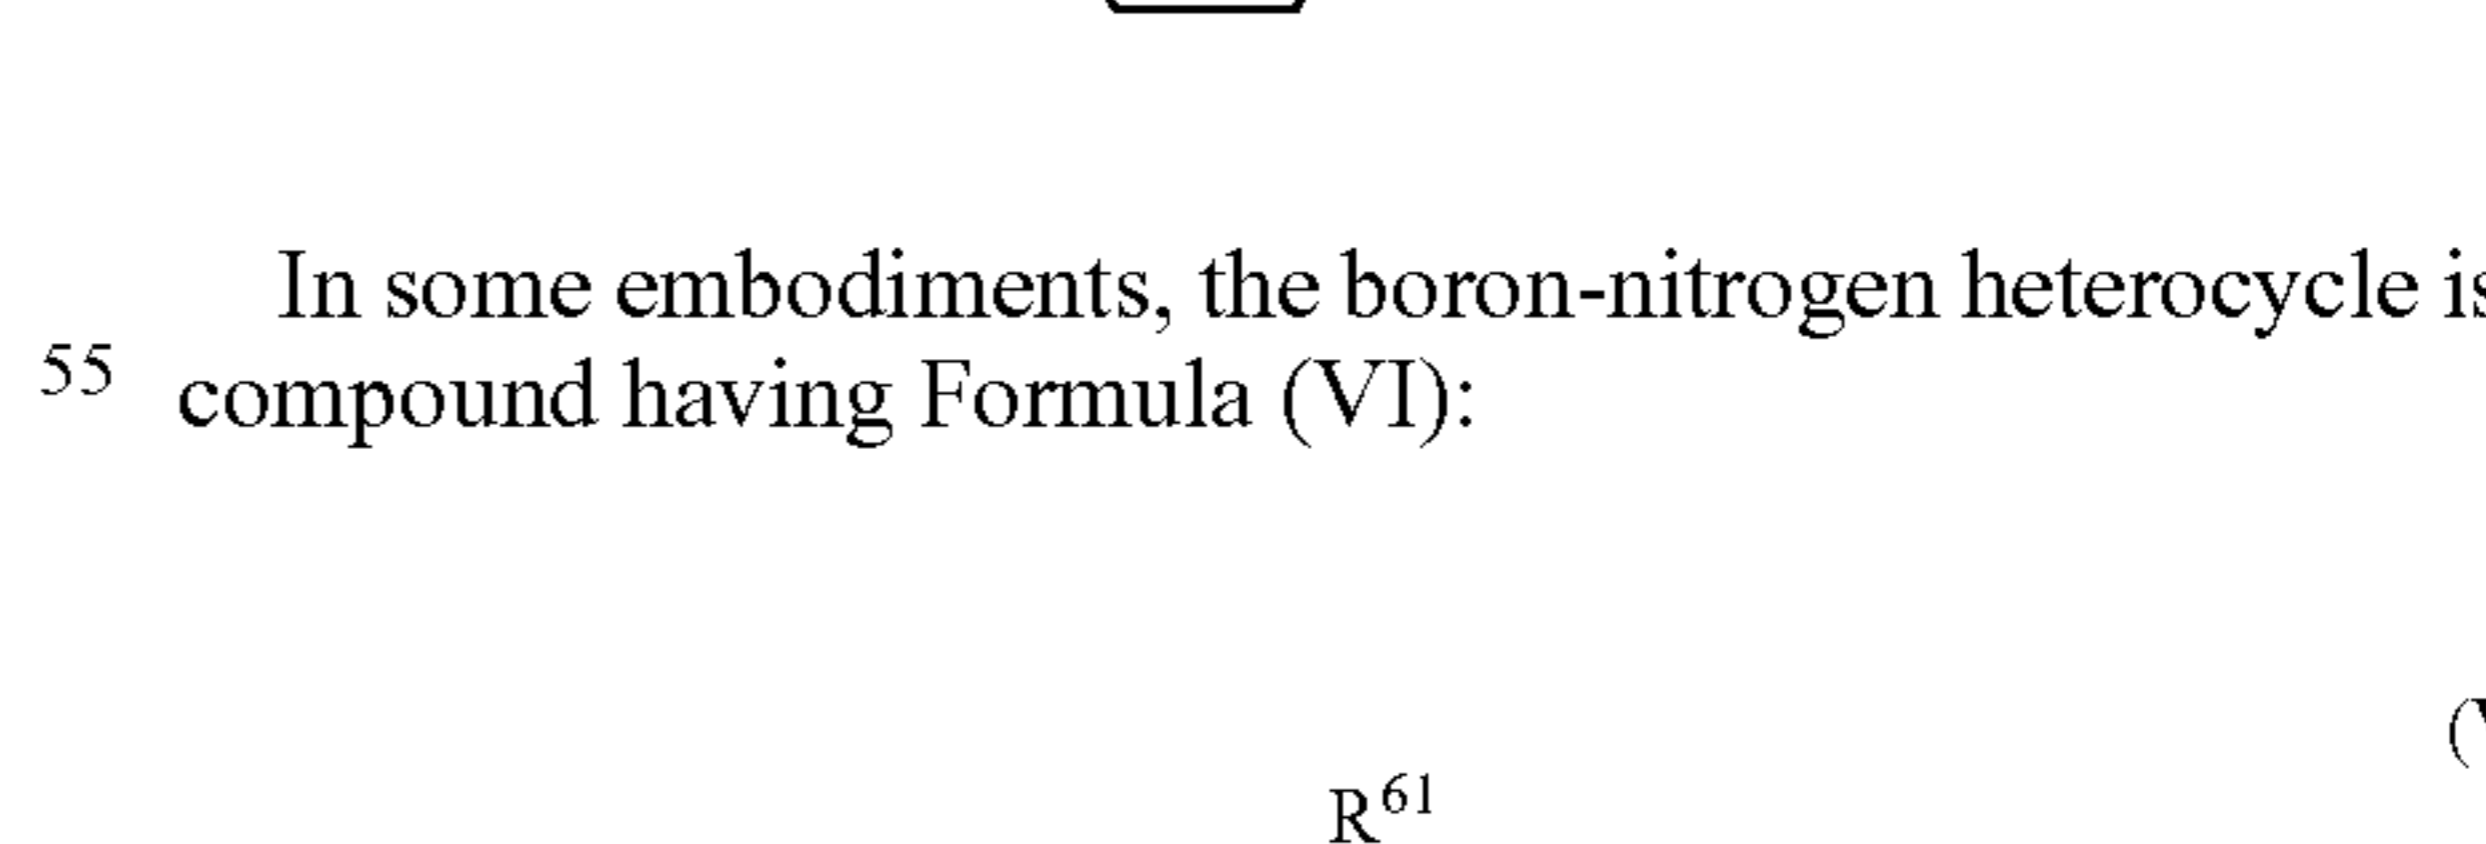 In some embodiments, the boron-nitrogen heterocycle is
55 compound having Formula (VI):
R⁶¹